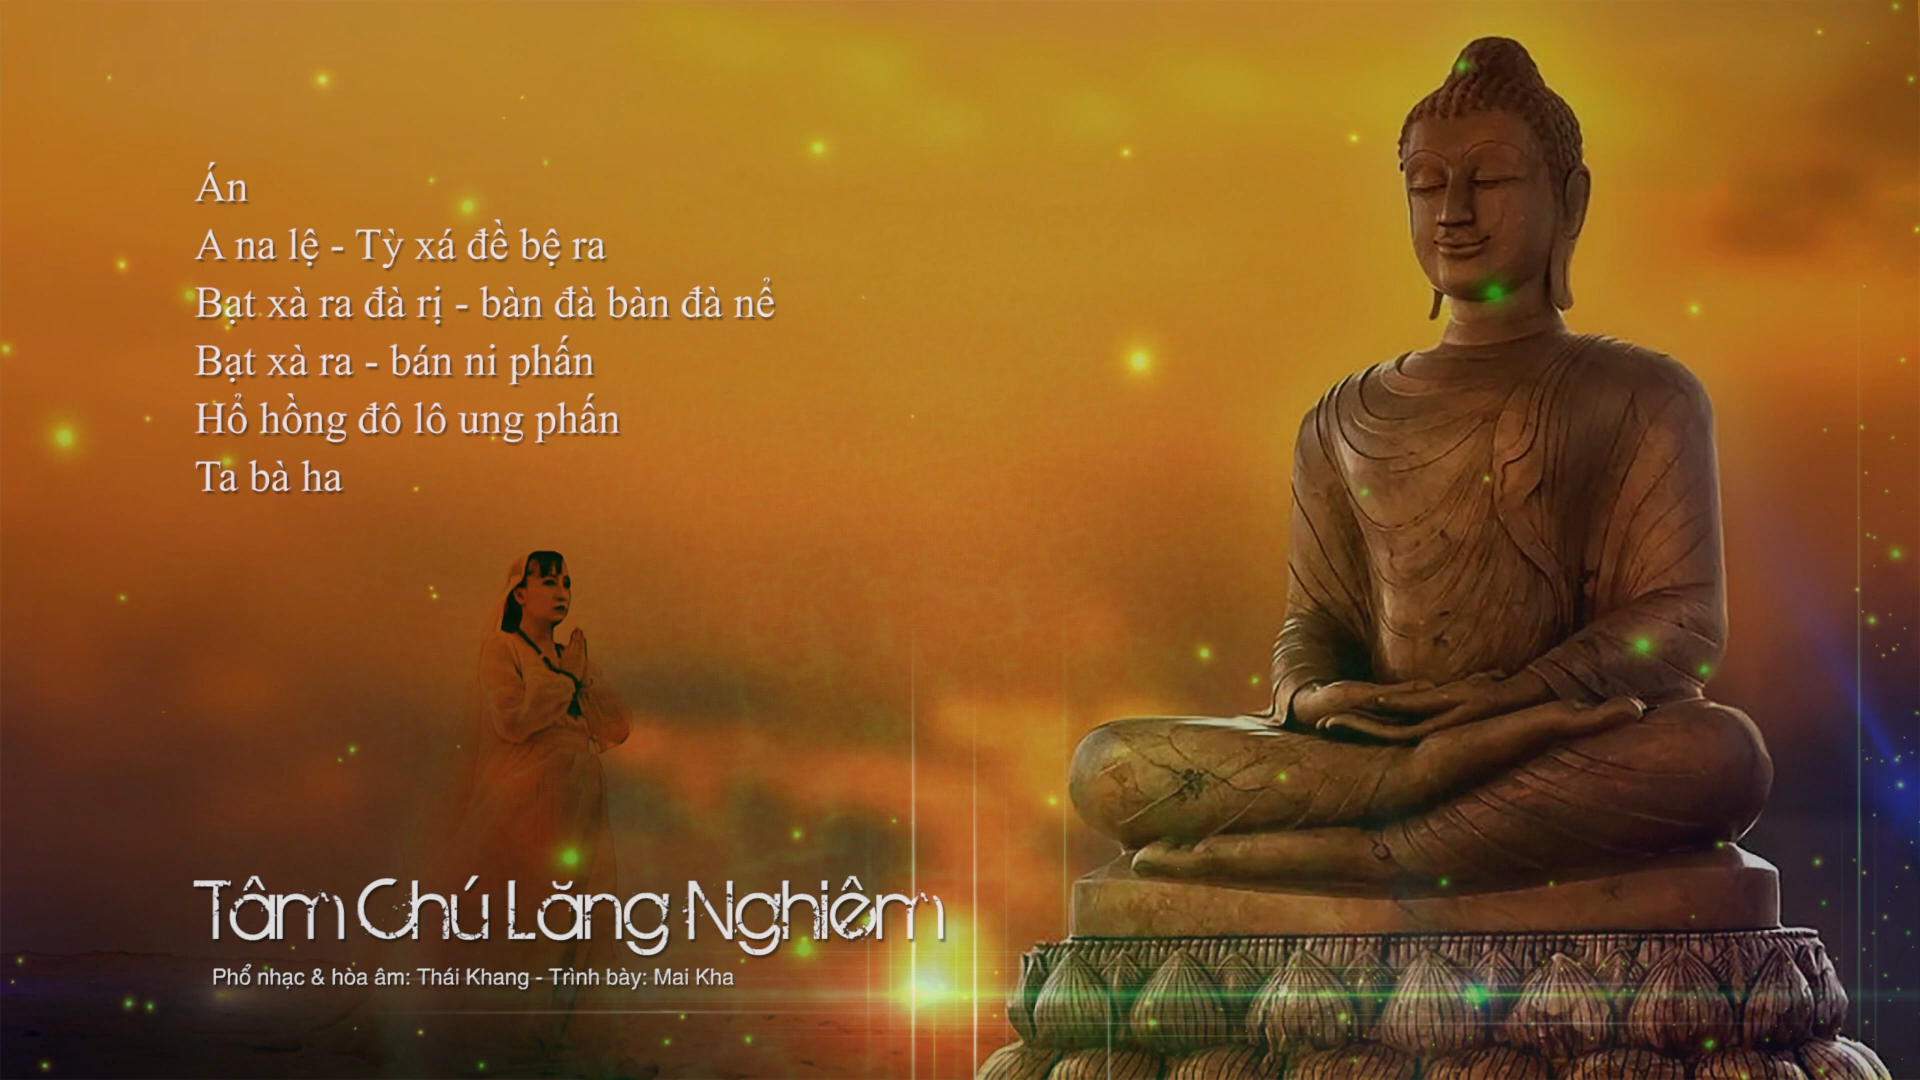 Án
A na lệ - Tỳ xá đề bệ ra
Bạt xà ra đà rị - bàn đà bàn đà nể
Bạt xà ra - bán ni phấn
Hổ hồng đô lô ung phấn
Ta bà ha
Tâm Chú Lăng Nghiêm
Phổ nhạc & hòa âm: Thái Khang - Trình bày: Mai Kha